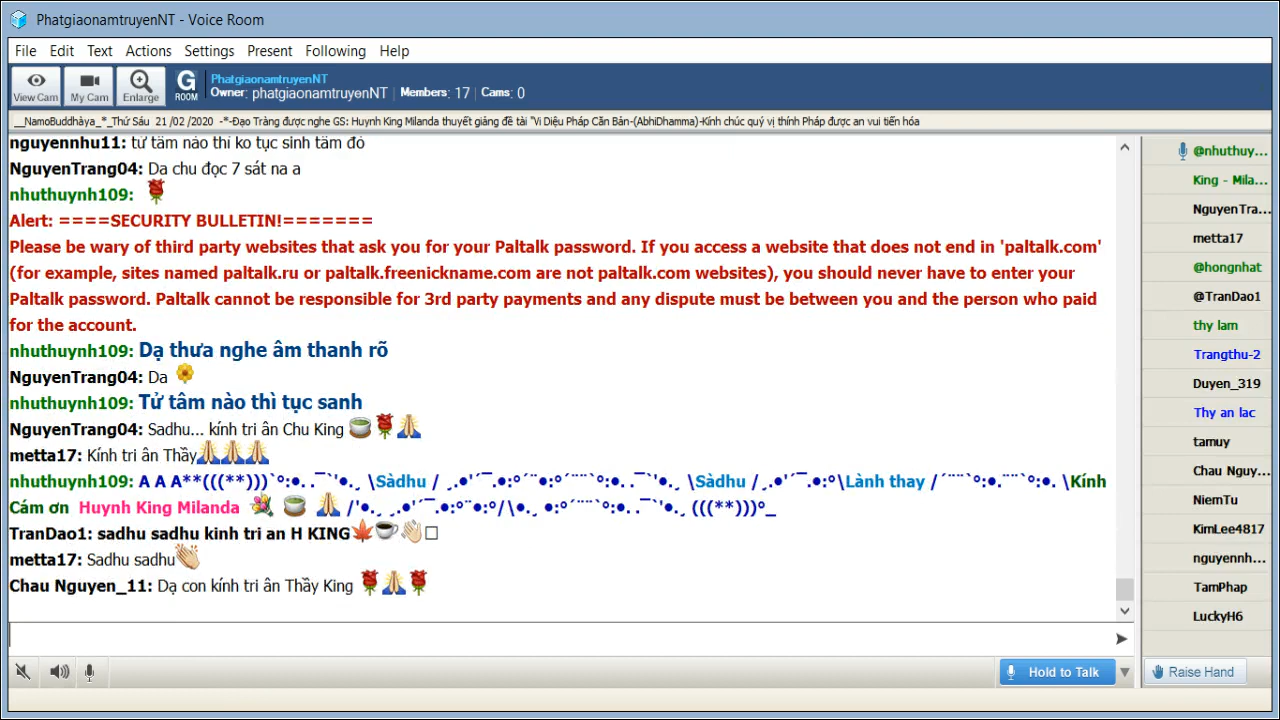 PhatgiaonamtruyenNT - Voice Room
File Edit Text Actions Settings Present Following Help
View Cam My Cam Enlarge G ROOM PhatgiaonamtruyenNT
Owner: phatgiaonamtruyenNT | Members: 17 | Cams: 0
__NamoBuddhàya_*_Thứ Sáu 21 /02 /2020 -*-Đạo Tràng được nghe GS: Huynh King Milanda thuyết giảng đề tài "Vi Diệu Pháp Căn Bản-(AbhiDhamma)-Kính chúc quý vị thính Pháp được an vui tiến hóa
nguyennhu11: tử tâm nào thì ko tục sinh tâm đó
NguyenTrang04: Da chu đọc 7 sát na a
nhuthuynh109:
Alert: ====SECURITY BULLETIN!=======
Please be wary of third party websites that ask you for your Paltalk password. If you access a website that does not end in 'paltalk.com'
(for example, sites named paltalk.ru or paltalk.freenickname.com are not paltalk.com websites), you should never have to enter your
Paltalk password. Paltalk cannot be responsible for 3rd party payments and any dispute must be between you and the person who paid
for the account.
nhuthuynh109: Dạ thưa nghe âm thanh rõ
NguyenTrang04: Da
nhuthuynh109: Tử tâm nào thì tục sanh
NguyenTrang04: Sadhu... kính tri ân Chu King
metta17: Kính tri ân Thầy
nhuthuynh109: A A A**(((**)))`°:•. .¯`'•.¸ \Sàdhu / ¸.•'´¯.•:°´¨•:°´¨¨`°:•. .¯`'•.¸ \Sàdhu /¸.•'´¯.•:°\Lành thay /´¨¨`°:•.¨¨`°:•. \Kính
Cám ơn Huynh King Milanda /'•.¸ ¸.•'´¯.•:°¨•:°/\•.¸ •:°´¨¨`°:•. .¯`'•.¸ (((**)))°_
TranDao1: sadhu sadhu kinh tri an H KING
metta17: Sadhu sadhu
Chau Nguyen_11: Dạ con kính tri ân Thầy King
@nhuthuy...
King - Mila...
NguyenTra...
metta17
@hongnhat
@TranDao1
thy lam
Trangthu-2
Duyen_319
Thy an lac
tamuy
Chau Nguy...
NiemTu
KimLee4817
nguyennh...
TamPhap
LuckyH6
Hold to Talk
Raise Hand